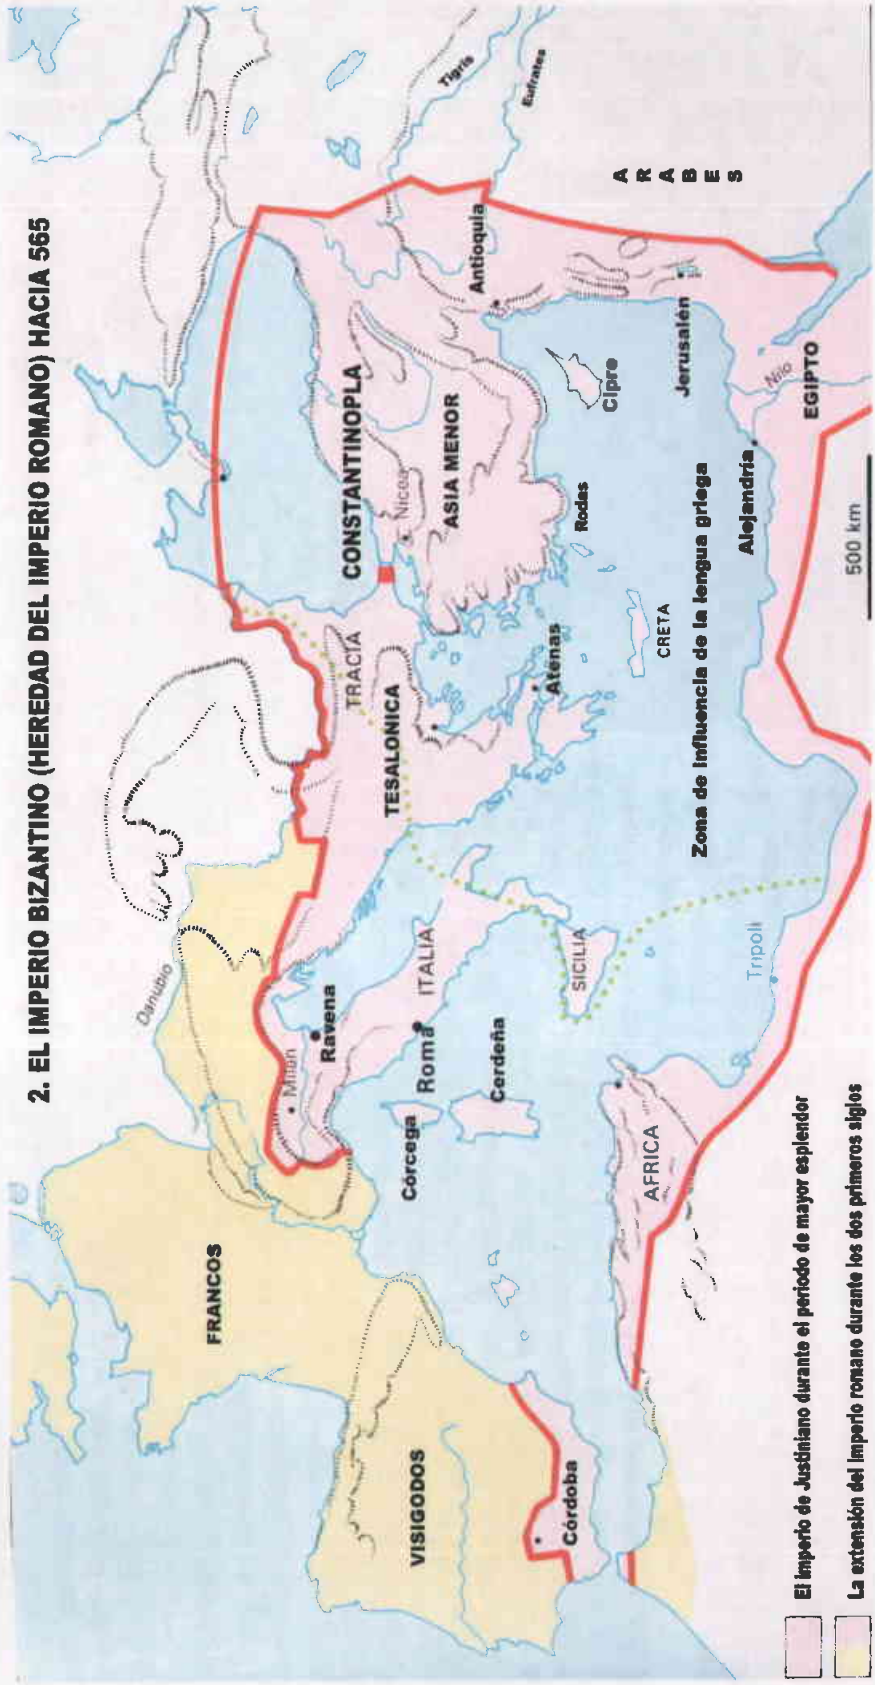 2. EL IMPERIO BIZANTINO (HEREDAD DEL IMPERIO ROMANO) HACIA 565
Danubio
Tigris
Eufrates
FRANCOS
Milán
Ravena
TRACIA
CONSTANTINOPLA
Nicea
TESALONICA
ASIA MENOR
Antioquía
A
R
A
B
E
S
VISIGODOS
Córcega
Roma
ITALIA
Cerdeña
Atenas
Rodas
Cipre
Córdoba
SICILIA
CRETA
Jerusalén
AFRICA
Zona de influencia de la lengua griega
Tripoli
Alejandría
Nilo
EGIPTO
El imperio de Justiniano durante el periodo de mayor esplendor
La extensión del imperio romano durante los dos primeros siglos
500 km